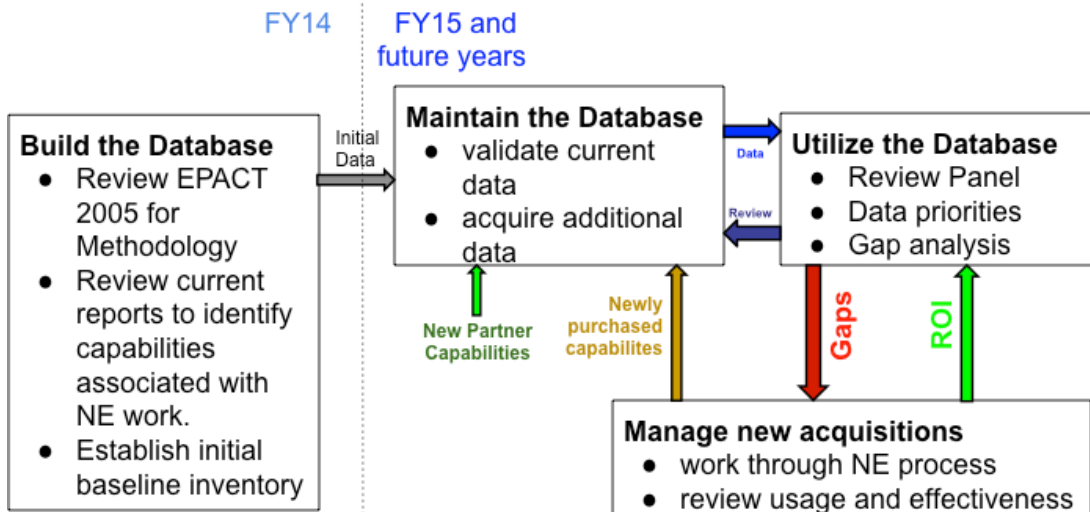 FY14
FY15 and
future years
Build the Database
● Review EPACT
2005 for
Methodology
● Review current
reports to identify
capabilities
associated with
NE work.
● Establish initial
baseline inventory
Initial
Data
Maintain the Database
● validate current
data
● acquire additional
data
Data
Review
Utilize the Database
● Review Panel
● Data priorities
● Gap analysis
New Partner
Capabilities
Newly
purchased
capabilites
Gaps
ROI
Manage new acquisitions
● work through NE process
● review usage and effectiveness